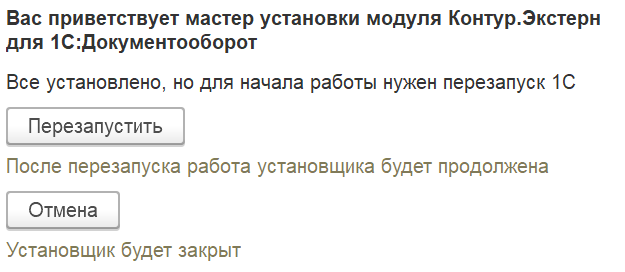 Вас приветствует мастер установки модуля Контур.Экстерн
для 1С:Документооборот
Все установлено, но для начала работы нужен перезапуск 1С
Перезапустить
После перезапуска работа установщика будет продолжена
Отмена
Установщик будет закрыт